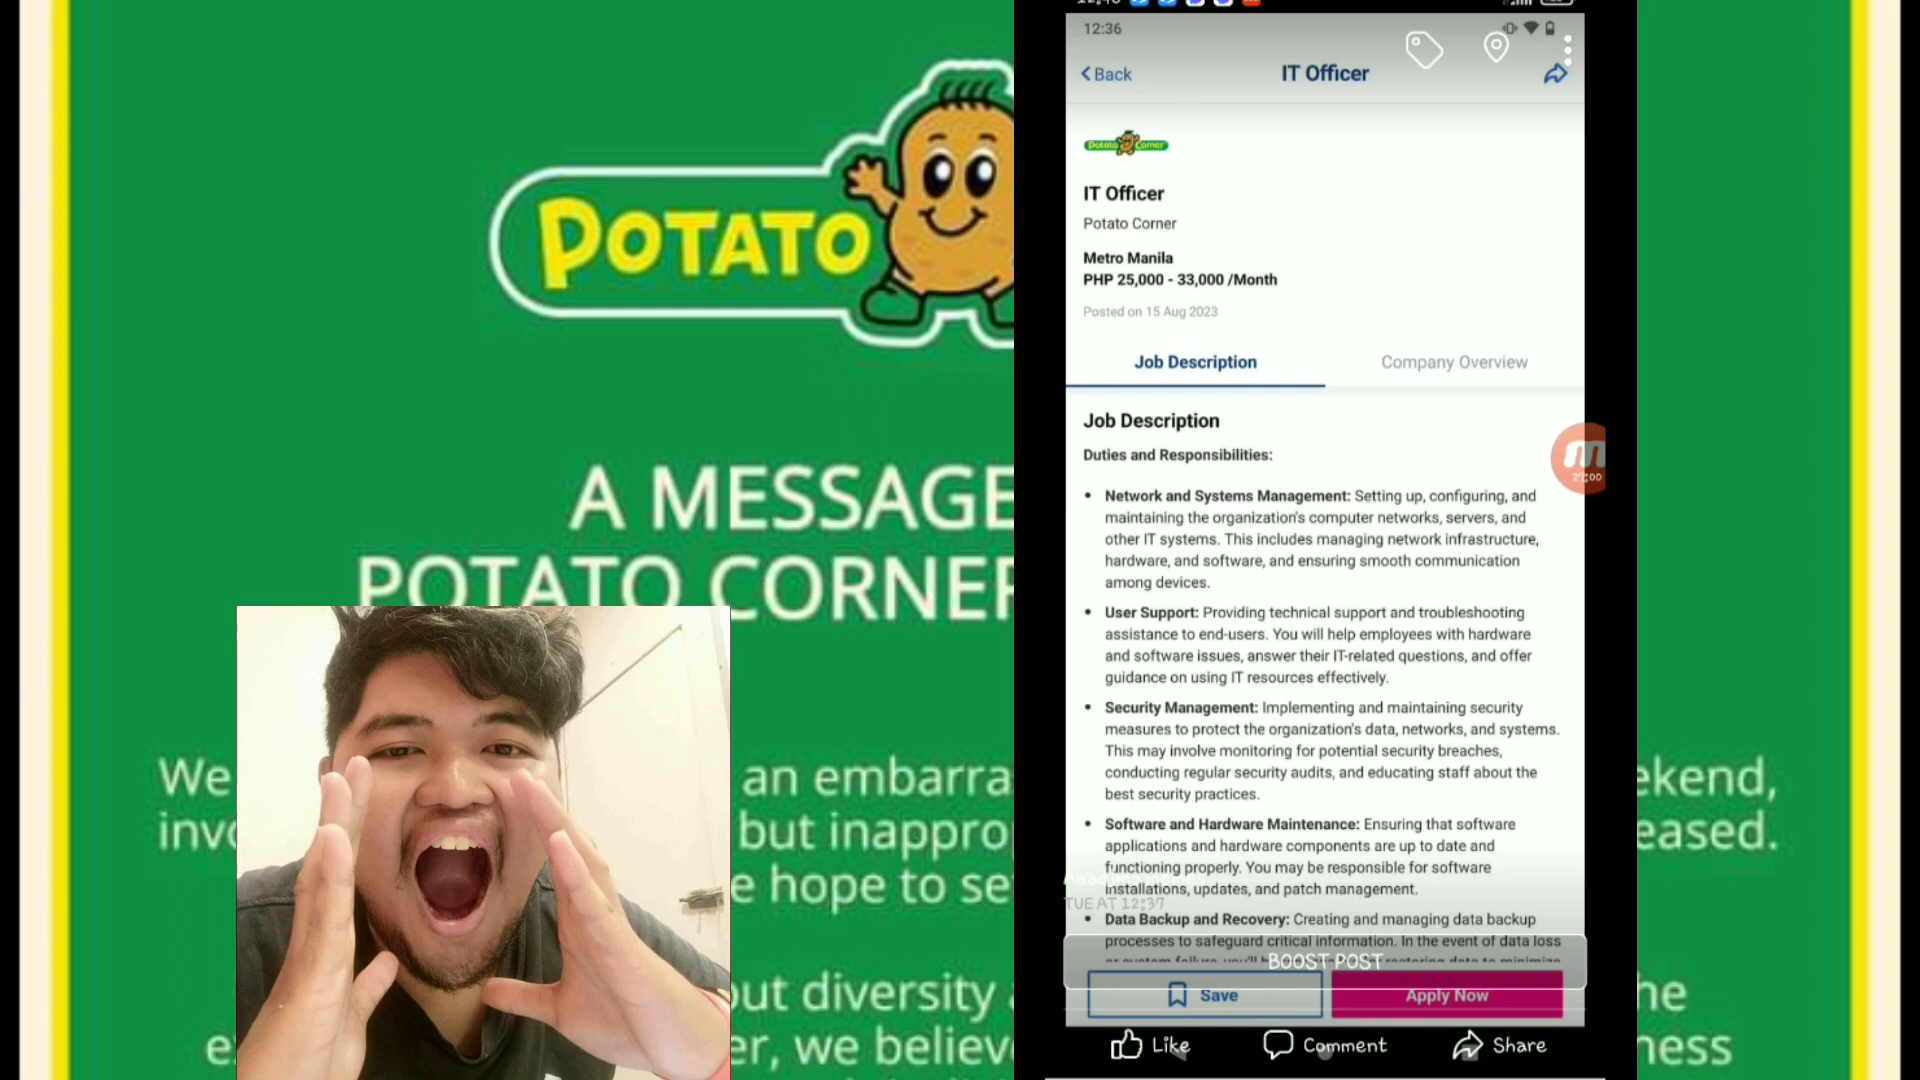 POTATO
A MESSAGE
POTATO CORNER
We
an embarra
ekend,
invo
but inappro
eased.
e hope to se
out diversity
he
e
er, we believ
ness
12:36
Back
IT Officer
Potato Corner
IT Officer
Potato Corner
Metro Manila
PHP 25,000 - 33,000 /Month
Posted on 15 Aug 2023
Job Description
Company Overview
Job Description
Duties and Responsibilities:
• Network and Systems Management: Setting up, configuring, and
maintaining the organization's computer networks, servers, and
other IT systems. This includes managing network infrastructure,
hardware, and software, and ensuring smooth communication
among devices.
27:00
• User Support: Providing technical support and troubleshooting
assistance to end-users. You will help employees with hardware
and software issues, answer their IT-related questions, and offer
guidance on using IT resources effectively.
• Security Management: Implementing and maintaining security
measures to protect the organization's data, networks, and systems.
This may involve monitoring for potential security breaches,
conducting regular security audits, and educating staff about the
best security practices.
• Software and Hardware Maintenance: Ensuring that software
applications and hardware components are up to date and
functioning properly. You may be responsible for software
installations, updates, and patch management.
TUE AT 12:37
• Data Backup and Recovery: Creating and managing data backup
processes to safeguard critical information. In the event of data loss
BOOST POST
Save
Apply Now
Like
Comment
Share